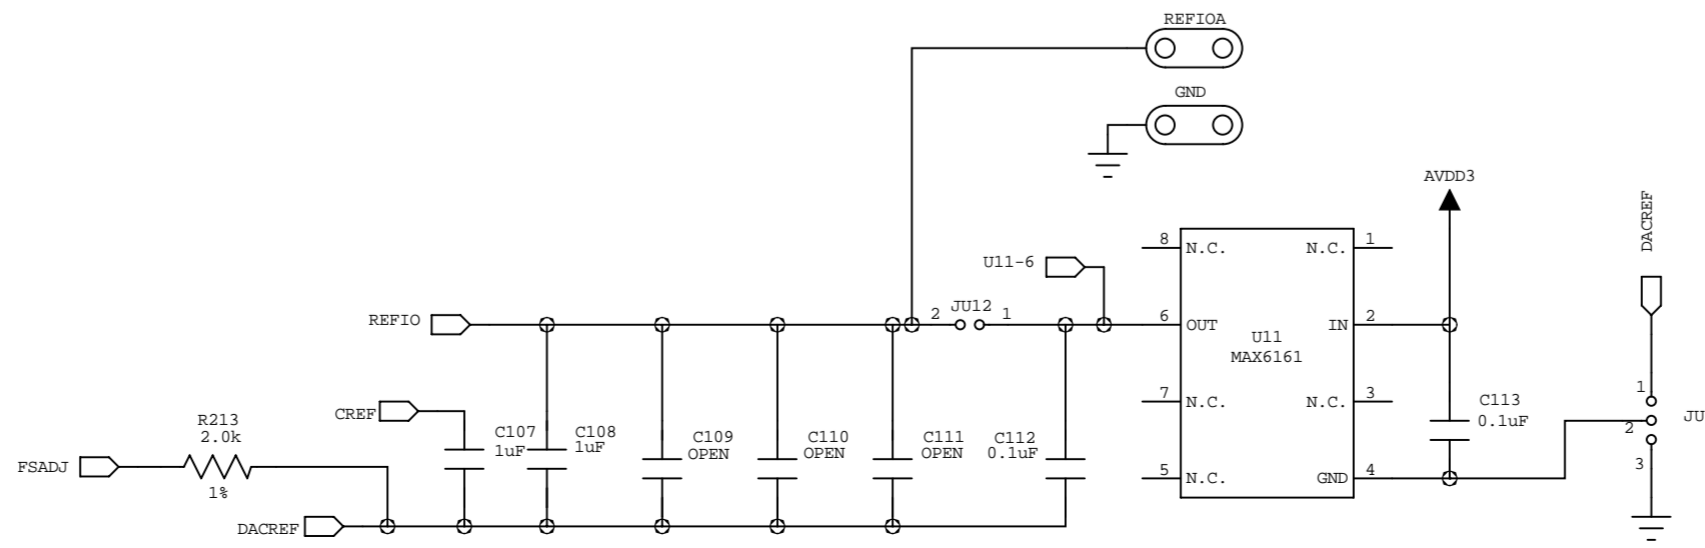 REFIOA
GND
AVDD3
DACREF
8 N.C. N.C. 1
U11-6
REFIO
2 JU12 1
6 OUT IN 2
U11
MAX6161
7 N.C. N.C. 3
C113
0.1uF
1
2
3
JU
CREF
R213
2.0k
1%
FSADJ
C107
1uF
C108
1uF
C109
OPEN
C110
OPEN
C111
OPEN
C112
0.1uF
5 N.C. GND 4
DACREF